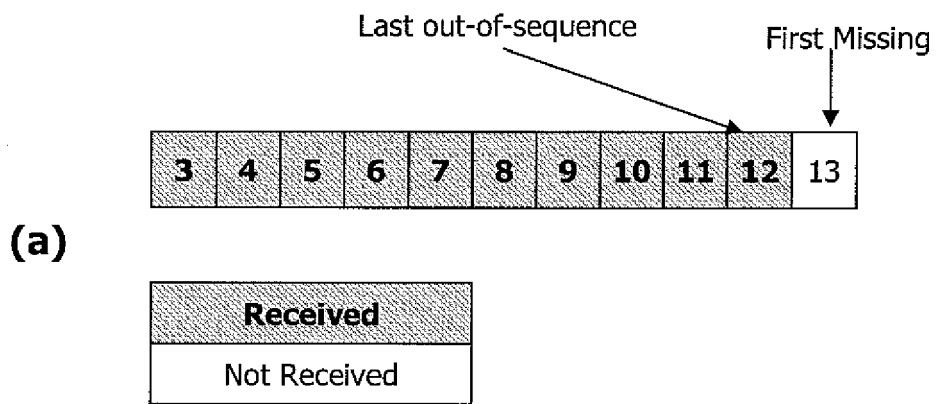 Last out-of-sequence
First Missing
3 4 5 6 7 8 9 10 11 12 13
(a)
Received
Not Received